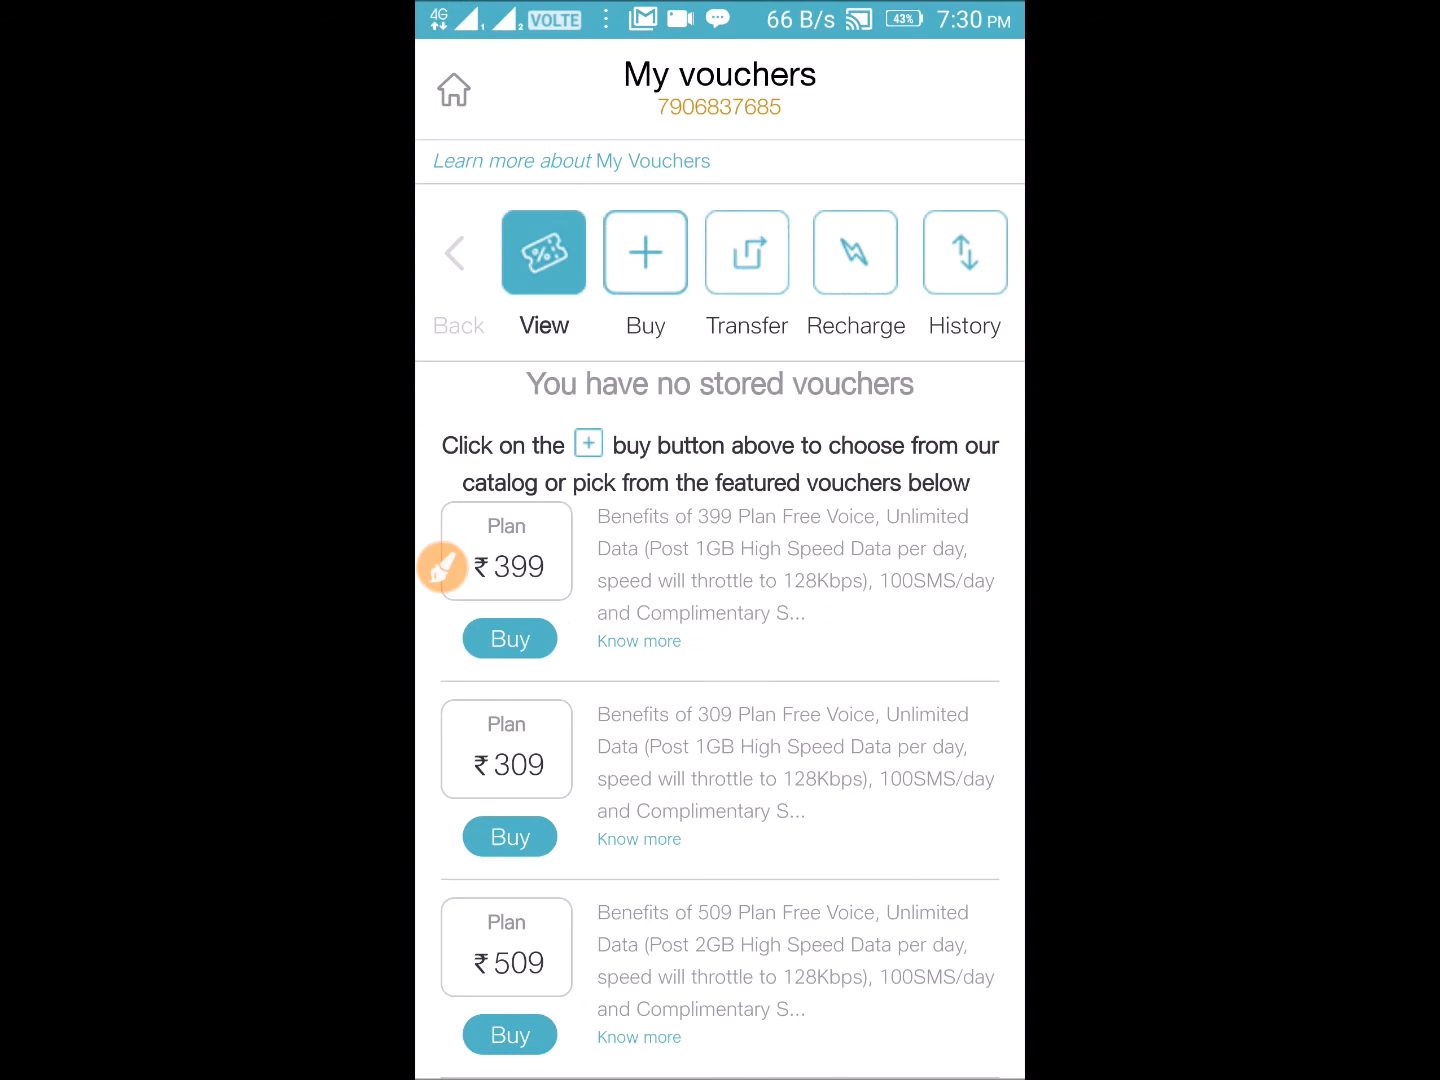 4G 1 2 VOLTE 66 B/s 43% 7:30 PM
My vouchers
7906837685
Learn more about My Vouchers
Back View Buy Transfer Recharge History
You have no stored vouchers
Click on the + buy button above to choose from our
catalog or pick from the featured vouchers below
Plan
₹ 399
Buy
Benefits of 399 Plan Free Voice, Unlimited
Data (Post 1GB High Speed Data per day,
speed will throttle to 128Kbps), 100SMS/day
and Complimentary S...
Know more
Plan
₹ 309
Buy
Benefits of 309 Plan Free Voice, Unlimited
Data (Post 1GB High Speed Data per day,
speed will throttle to 128Kbps), 100SMS/day
and Complimentary S...
Know more
Plan
₹ 509
Buy
Benefits of 509 Plan Free Voice, Unlimited
Data (Post 2GB High Speed Data per day,
speed will throttle to 128Kbps), 100SMS/day
and Complimentary S...
Know more